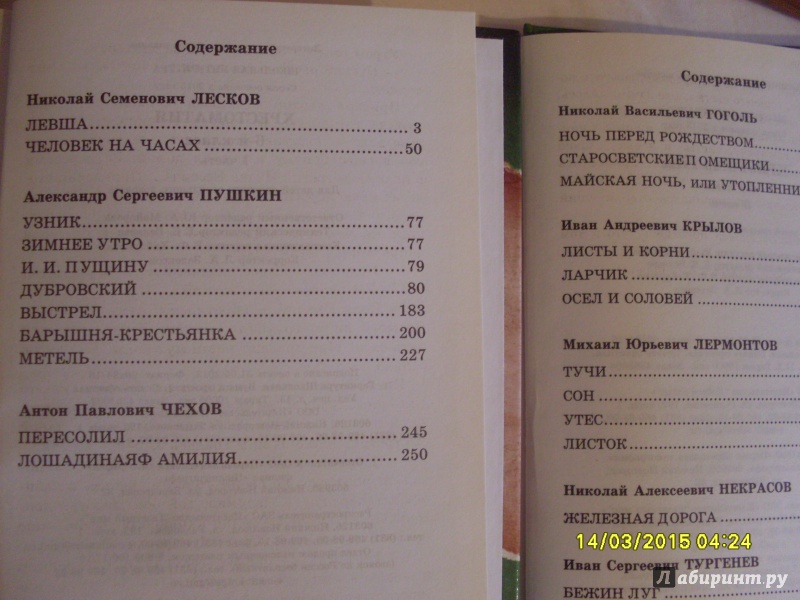 Содержание
Николай Семенович ЛЕСКОВ
ЛЕВША 3
ЧЕЛОВЕК НА ЧАСАХ 50
Александр Сергеевич ПУШКИН
УЗНИК 77
ЗИМНЕЕ УТРО 77
И. И. ПУЩИНУ 79
ДУБРОВСКИЙ 80
ВЫСТРЕЛ 183
БАРЫШНЯ-КРЕСТЬЯНКА 200
МЕТЕЛЬ 227
Антон Павлович ЧЕХОВ
ПЕРЕСОЛИЛ 245
ЛОШАДИНАЯФ АМИЛИЯ 250
Содержание
Николай Васильевич ГОГОЛЬ
НОЧЬ ПЕРЕД РОЖДЕСТВОМ
СТАРОСВЕТСКИЕ ПОМЕЩИКИ
МАЙСКАЯ НОЧЬ, ИЛИ УТОПЛЕНН
Иван Андреевич КРЫЛОВ
ЛИСТЫ И КОРНИ
ЛАРЧИК
ОСЕЛ И СОЛОВЕЙ
Михаил Юрьевич ЛЕРМОНТОВ
ТУЧИ
СОН
УТЕС
ЛИСТОК
Николай Алексеевич НЕКРАСОВ
ЖЕЛЕЗНАЯ ДОРОГА
14/03/2015 04:24
Иван Сергеевич ТУРГЕНЕВ
БЕЖИН ЛУГ
Лабиринт.ру